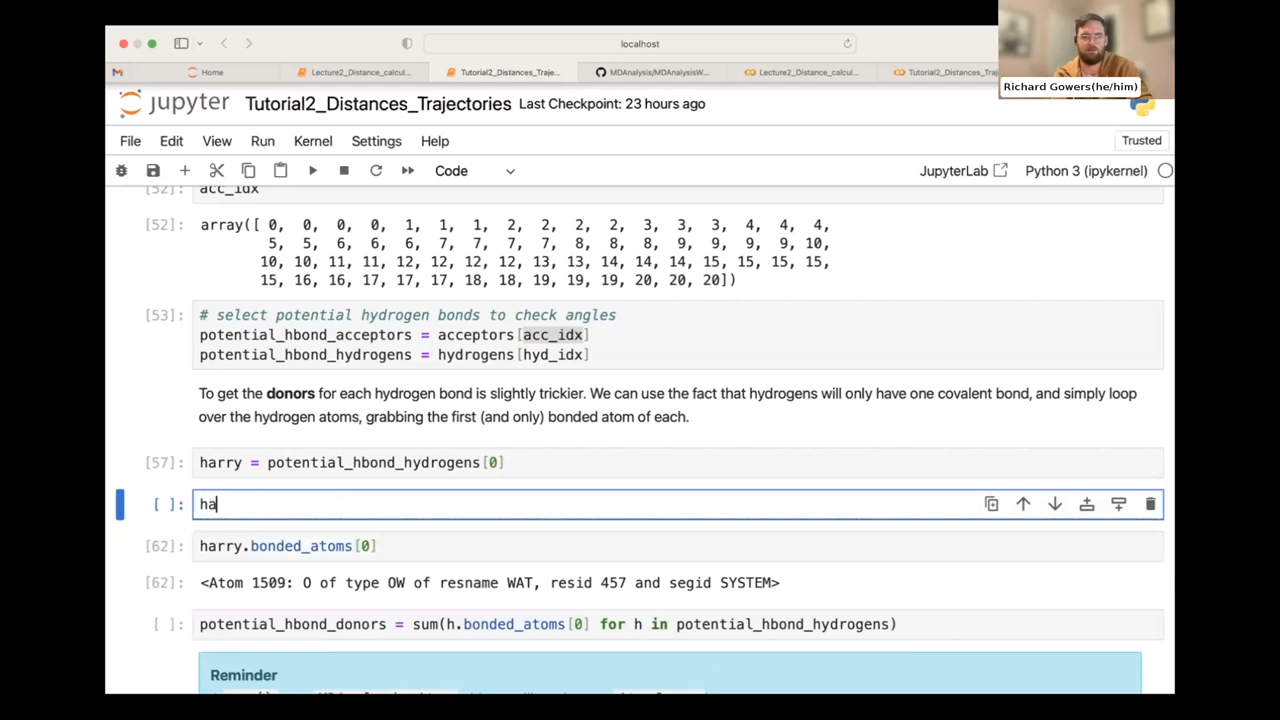 localhost
Home
Lecture2_Distance_calcul...
Tutorial2_Distances_Traje...
MDAnalysis/MDAnalysisW...
Lecture2_Distance_calcul...
Tutorial2_Distances_Tra
Richard Gowers(he/him)
jupyter Tutorial2_Distances_Trajectories Last Checkpoint: 23 hours ago
File Edit View Run Kernel Settings Help
Trusted
Code
JupyterLab
Python 3 (ipykernel)
[52]: acc_idx
[52]: array([ 0, 0, 0, 0, 1, 1, 1, 2, 2, 2, 2, 3, 3, 3, 4, 4, 4,
5, 5, 6, 6, 6, 7, 7, 7, 7, 8, 8, 8, 9, 9, 9, 9, 10,
10, 10, 11, 11, 12, 12, 12, 12, 13, 13, 14, 14, 14, 15, 15, 15, 15,
15, 16, 16, 17, 17, 17, 18, 18, 19, 19, 19, 20, 20, 20])
[53]: # select potential hydrogen bonds to check angles
potential_hbond_acceptors = acceptors[acc_idx]
potential_hbond_hydrogens = hydrogens[hyd_idx]
To get the donors for each hydrogen bond is slightly trickier. We can use the fact that hydrogens will only have one covalent bond, and simply loop
over the hydrogen atoms, grabbing the first (and only) bonded atom of each.
[57]: harry = potential_hbond_hydrogens[0]
[ ]: ha
[62]: harry.bonded_atoms[0]
[62]: <Atom 1509: O of type OW of resname WAT, resid 457 and segid SYSTEM>
[ ]: potential_hbond_donors = sum(h.bonded_atoms[0] for h in potential_hbond_hydrogens)
Reminder